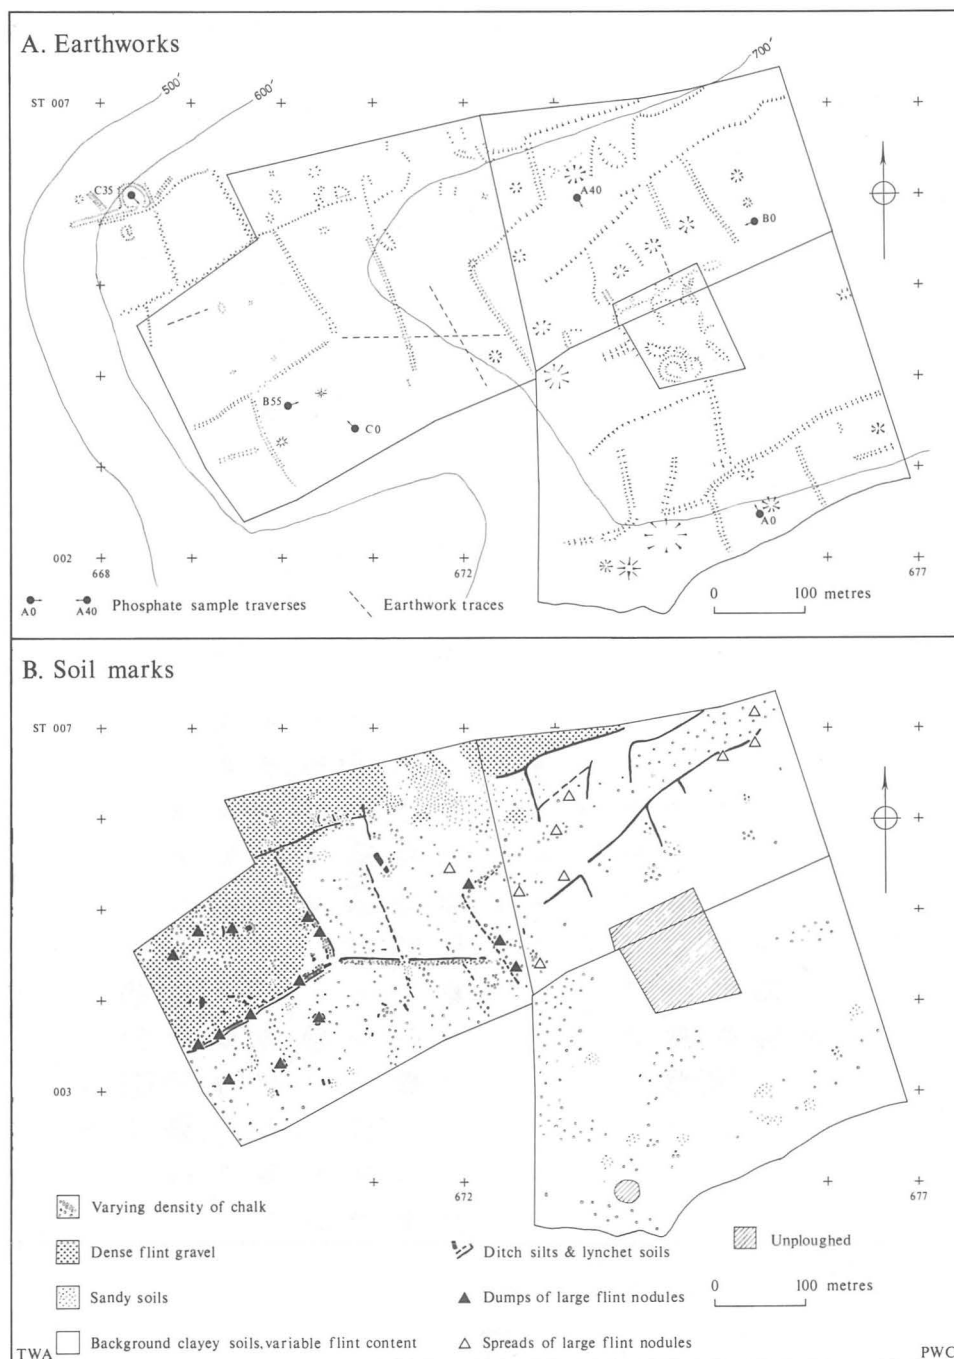 A. Earthworks
700'
500'
600'
ST 007
C35
A40
B0
B55
C0
A0
002
668
672
677
A0
A40
Phosphate sample traverses
Earthwork traces
0
100 metres
B. Soil marks
ST 007
003
672
677
Varying density of chalk
Dense flint gravel
Sandy soils
Background clayey soils, variable flint content
Ditch silts & lynchet soils
Dumps of large flint nodules
Spreads of large flint nodules
Unploughed
0
100 metres
TWA
PWC